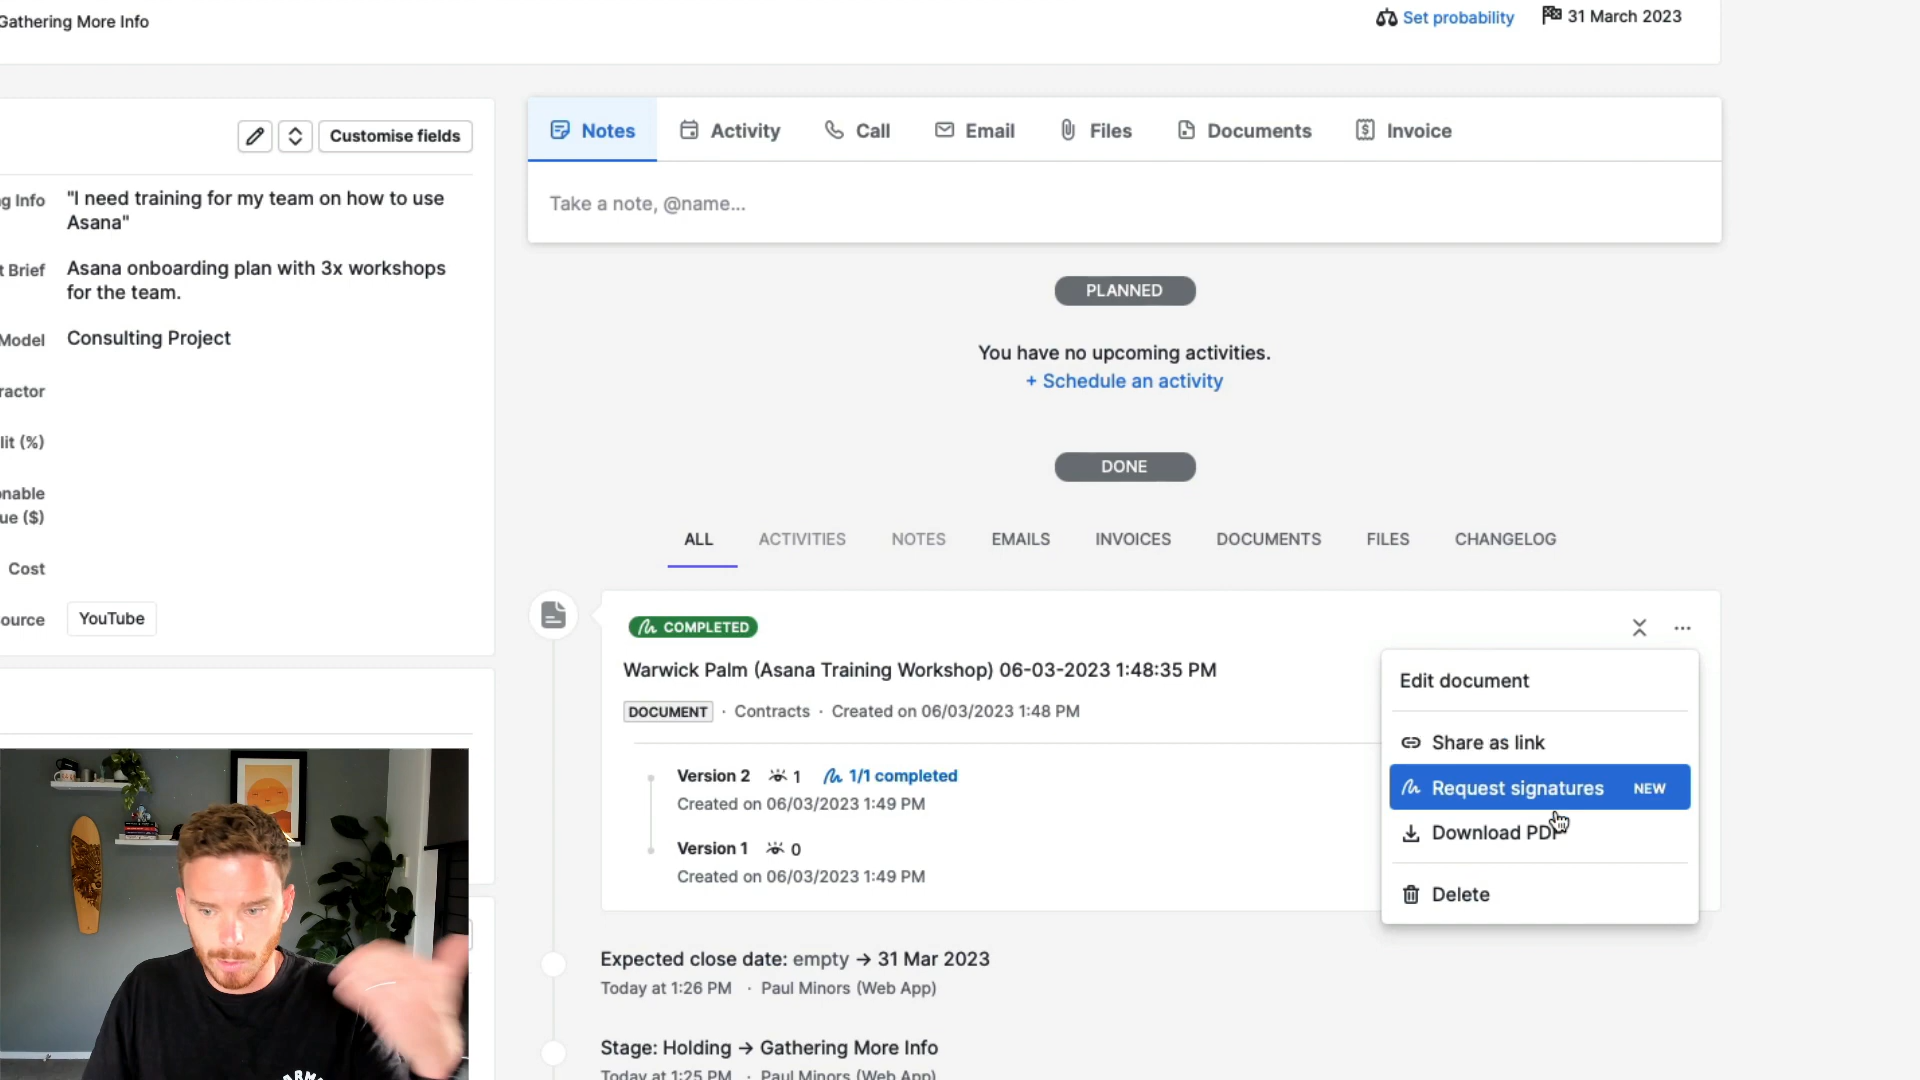 Gathering More Info
Set probability
31 March 2023
Customise fields
g Info
"I need training for my team on how to use
Asana"
t Brief
Asana onboarding plan with 3x workshops
for the team.
Model
Consulting Project
ractor
lit (%)
onable
ue ($)
Cost
ource
YouTube
Notes
Activity
Call
Email
Files
Documents
Invoice
Take a note, @name...
PLANNED
You have no upcoming activities.
+ Schedule an activity
DONE
ALL
ACTIVITIES
NOTES
EMAILS
INVOICES
DOCUMENTS
FILES
CHANGELOG
COMPLETED
Warwick Palm (Asana Training Workshop) 06-03-2023 1:48:35 PM
DOCUMENT · Contracts · Created on 06/03/2023 1:48 PM
Version 2 1 1/1 completed
Created on 06/03/2023 1:49 PM
Version 1 0
Created on 06/03/2023 1:49 PM
Edit document
Share as link
Request signatures NEW
Download PDF
Delete
Expected close date: empty → 31 Mar 2023
Today at 1:26 PM · Paul Minors (Web App)
Stage: Holding → Gathering More Info
Today at 1:25 PM · Paul Minors (Web App)